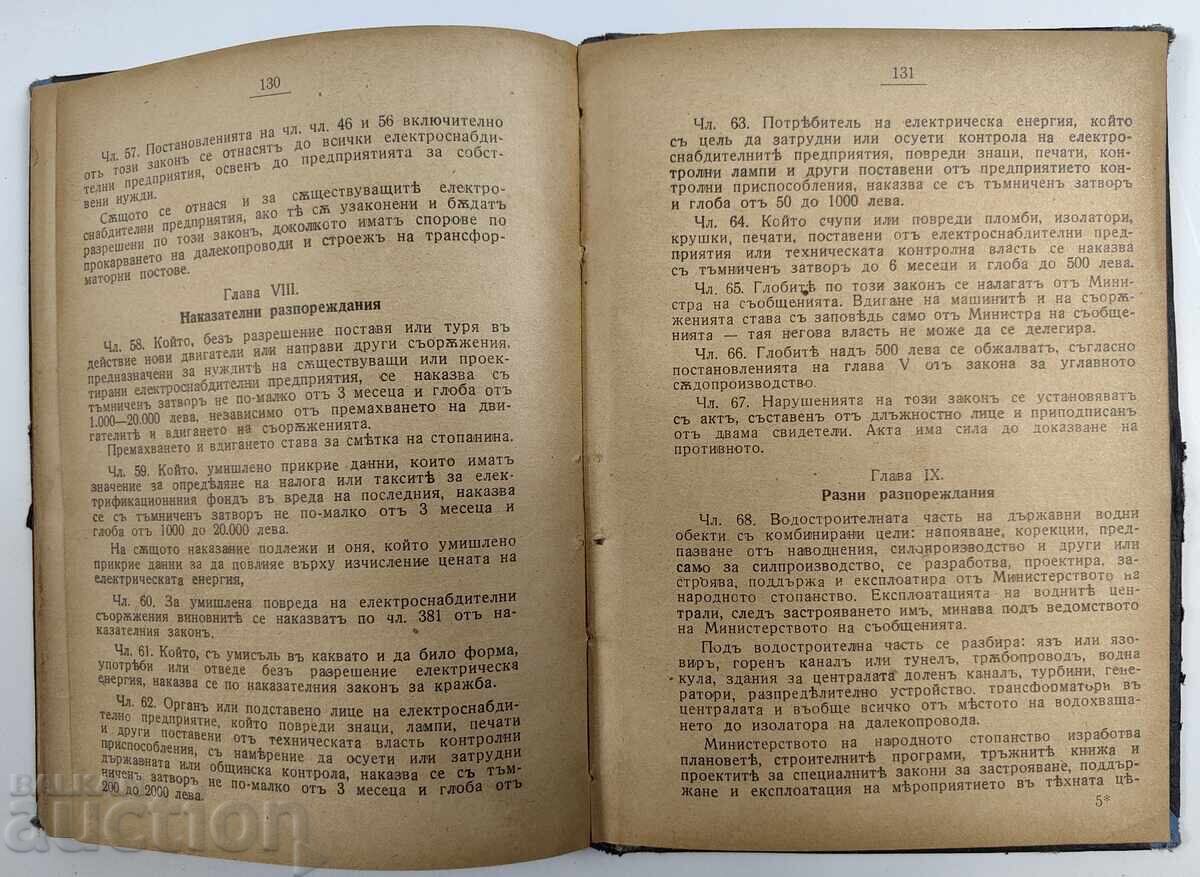 130
Чл. 57. Постановленията на чл. чл. 46 и 56 включително
отъ този законъ се отнасятъ до всички електроснабди-
телни предприятия, освенъ до предприятията за собст-
вени нужди.
Сѫщото се отнася и за сѫществуващитѣ електро-
снабдителни предприятия, ако тѣ сѫ узаконени и бѫдатъ
разрешени по този законъ, доколкото иматъ спорове по
прокарването на далекопроводи и строежъ на трансфор-
маторни постове.
Глава VIII.
Наказателни разпореждания
Чл. 58. Който, безъ разрешение поставя или туря въ
действие нови двигатели или направи други съорѫжения,
предназначени за нуждитѣ на сѫществуващи или проек-
тирани електроснабдителни предприятия, се наказва съ
тъмниченъ затворъ не по-малко отъ 3 месеца и глоба отъ
1.000—20.000 лева, независимо отъ премахването на дви-
гателитѣ и вдигането на съорѫженията.
Премахването и вдигането става за смѣтка на стопанина.
Чл. 59. Който, умишлено прикрие данни, които иматъ
значение за опредѣляне на налога или такситѣ за елек-
трификационния фондъ въ вреда на последния, наказва
се съ тъмниченъ затворъ не по-малко отъ 3 месеца и
глоба отъ 1000 до 20.000 лева.
На сѫщото наказание подлежи и оня, който умишлено
прикрие данни за да повлияе върху изчисление цената на
електрическата енергия,
Чл. 60. За умишлена повреда на електроснабдителни
съорѫжения виновнитѣ се наказватъ по чл. 381 отъ на-
казателния законъ.
Чл. 61. Който, съ умисълъ въ каквато и да било форма,
употрѣби или отведе безъ разрешение електрическа
енергия, наказва се по наказателния законъ за кражба.
Чл. 62. Органъ или подставено лице на електроснабди-
телно предприятие, който повреди знаци, лампи, печати
и други поставени отъ техническата власть контролни
приспособления, съ намѣрение да осуети или затрудни
държавната или общинска контрола, наказва се съ тъм-
ниченъ затворъ не по-малко отъ 3 месеца и глоба отъ
200 до 2000 лева.
131
Чл. 63. Потрѣбитель на електрическа енергия, който
съ цель да затрудни или осуети контрола на електро-
снабдителнитѣ предприятия, повреди знаци, печати, кон-
тролни лампи и други поставени отъ предприятието кон-
тролни приспособления, наказва се съ тъмниченъ затворъ
и глоба отъ 50 до 1000 лева.
Чл. 64. Който счупи или повреди пломби, изолатори,
крушки, печати, поставени отъ електроснабдителни пред-
приятия или техническата контролна власть се наказва
съ тъмниченъ затворъ до 6 месеци и глоба до 500 лева.
Чл. 65. Глобитѣ по този законъ се налагатъ отъ Мини-
стра на съобщенията. Вдигане на машинитѣ и на съорѫ-
женията става съ заповѣдь само отъ Министра на съобще-
нията — тая негова власть не може да се делегира.
Чл. 66. Глобитѣ надъ 500 лева се обжалватъ, съгласно
постановленията на глава V отъ закона за углавното
сѫдопроизводство.
Чл. 67. Нарушенията на този законъ се установяватъ
съ актъ, съставенъ отъ длъжностно лице и приподписанъ
отъ двама свидетели. Акта има сила до доказване на
противното.
Глава IX.
Разни разпореждания
Чл. 68. Водостроителната часть на държавни водни
обекти съ комбинирани цели: напояване, корекции, пред-
пазване отъ наводнения, силопроизводство и други или
само за силпроизводство, се разработва, проектира, за-
строява, поддържа и експлоатира отъ Министерството на
народното стопанство. Експлоатацията на воднитѣ цен-
трали, следъ застрояването имъ, минава подъ ведомството
на Министерството на съобщенията.
Подъ водостроителна часть се разбира: язъ или язо-
виръ, горенъ каналъ или тунелъ, трѫбопроводъ, водна
кула, здания за централата доленъ каналъ, турбини, гене-
ратори, разпредѣлително устройство, трансформатори въ
централата и въобще всичко отъ мѣстото на водохваща-
нето до изолатора на далекопровода.
Министерството на народното стопанство изработва
плановетѣ, строителнитѣ програми, тръжнитѣ книжа и
проектитѣ за специалнитѣ закони за застрояване, поддър-
жане и експлоатация на мѣроприятието въ тѣхната цѣ-
5*
БАЛКАН
auction